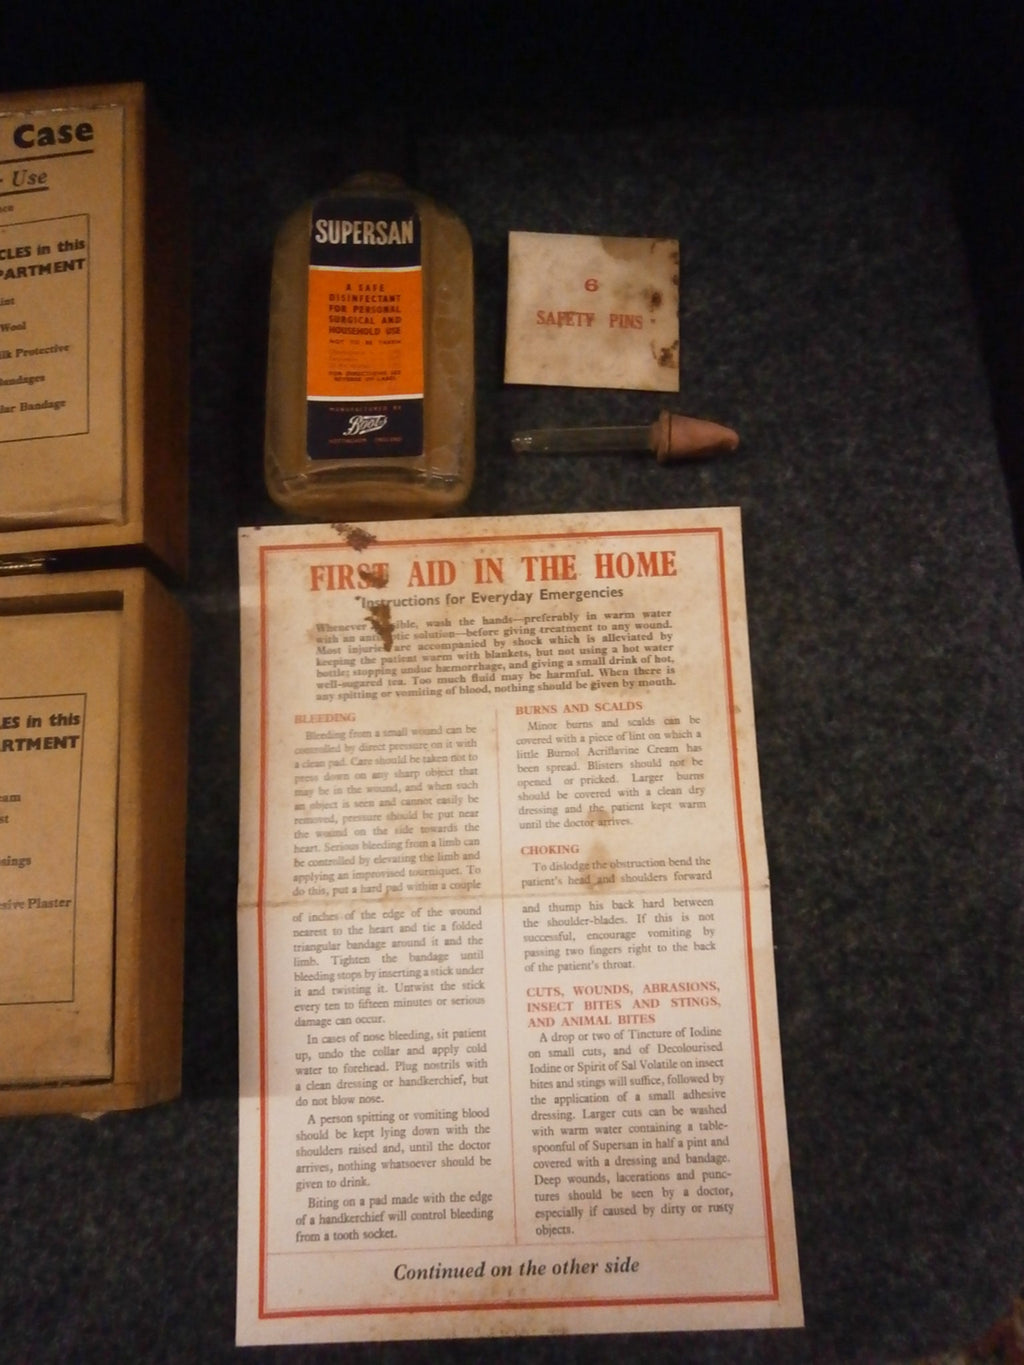 Case
Use
CLES in this
PARTMENT
int
Wool
ilk Protective
Bandages
lar Bandage
ES in this
RTMENT
eam
st
sings
esive Plaster
SUPERSAN
A SAFE
DISINFECTANT
FOR PERSONAL
SURGICAL AND
HOUSEHOLD USE
NOT TO BE TAKEN
FOR DIRECTIONS SEE
REVERSE OF LABEL
MANUFACTURED BY
Boots
NOTTINGHAM ENGLAND
6
SAFETY PINS
FIRST AID IN THE HOME
Instructions for Everyday Emergencies
Whenever sible, wash the hands—preferably in warm water
with an antiseptic solution—before giving treatment to any wound.
Most injuries are accompanied by shock which is alleviated by
keeping the patient warm with blankets, but not using a hot water
bottle; stopping undue hæmorrhage, and giving a small drink of hot,
well-sugared tea. Too much fluid may be harmful. When there is
any spitting or vomiting of blood, nothing should be given by mouth.
BLEEDING
Bleeding from a small wound can be
controlled by direct pressure on it with
a clean pad. Care should be taken not to
press down on any sharp object that
may be in the wound, and when such
an object is seen and cannot easily be
removed, pressure should be put near
the wound on the side towards the
heart. Serious bleeding from a limb can
be controlled by elevating the limb and
applying an improvised tourniquet. To
do this, put a hard pad within a couple
of inches of the edge of the wound
nearest to the heart and tie a folded
triangular bandage around it and the
limb. Tighten the bandage until
bleeding stops by inserting a stick under
it and twisting it. Untwist the stick
every ten to fifteen minutes or serious
damage can occur.
In cases of nose bleeding, sit patient
up, undo the collar and apply cold
water to forehead. Plug nostrils with
a clean dressing or handkerchief, but
do not blow nose.
A person spitting or vomiting blood
should be kept lying down with the
shoulders raised and, until the doctor
arrives, nothing whatsoever should be
given to drink.
Biting on a pad made with the edge
of a handkerchief will control bleeding
from a tooth socket.
BURNS AND SCALDS
Minor burns and scalds can be
covered with a piece of lint on which a
little Burnol Acriflavine Cream has
been spread. Blisters should not be
opened or pricked. Larger burns
should be covered with a clean dry
dressing and the patient kept warm
until the doctor arrives.
CHOKING
To dislodge the obstruction bend the
patient's head and shoulders forward
and thump his back hard between
the shoulder-blades. If this is not
successful, encourage vomiting by
passing two fingers right to the back
of the patient's throat.
CUTS, WOUNDS, ABRASIONS,
INSECT BITES AND STINGS,
AND ANIMAL BITES
A drop or two of Tincture of Iodine
on small cuts, and of Decolourised
Iodine or Spirit of Sal Volatile on insect
bites and stings will suffice, followed by
the application of a small adhesive
dressing. Larger cuts can be washed
with warm water containing a table-
spoonful of Supersan in half a pint and
covered with a dressing and bandage.
Deep wounds, lacerations and punc-
tures should be seen by a doctor,
especially if caused by dirty or rusty
objects.
Continued on the other side